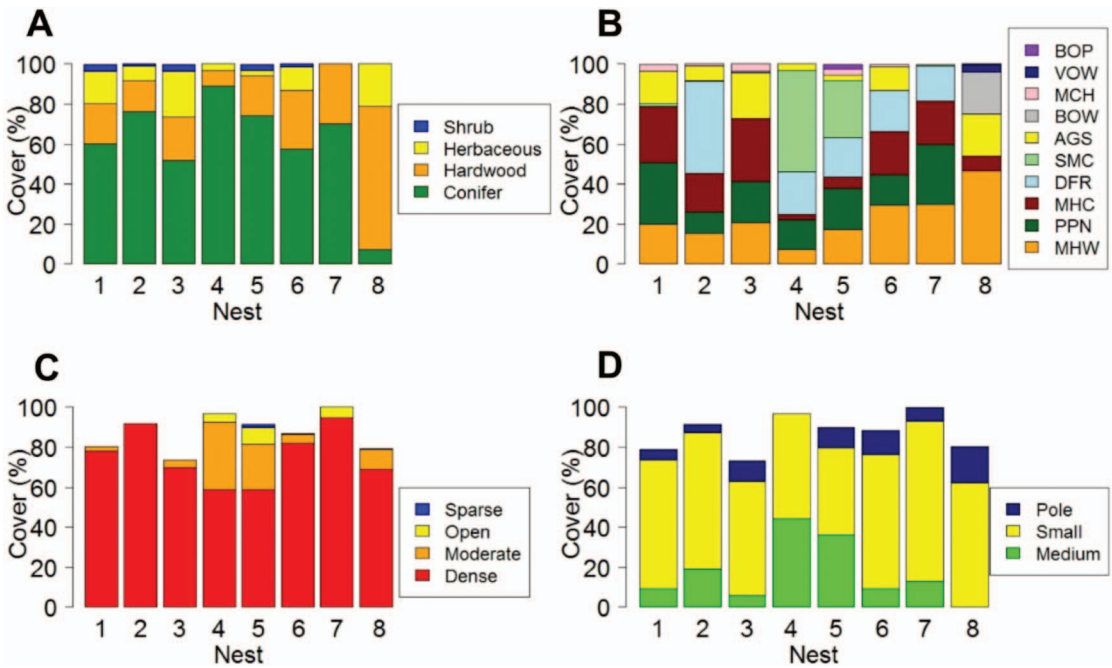 A
Cover (%)
100
80
60
40
20
0
1 2 3 4 5 6 7 8
Nest
Shrub
Herbaceous
Hardwood
Conifer
B
Cover (%)
100
80
60
40
20
0
1 2 3 4 5 6 7 8
Nest
BOP
VOW
MCH
BOW
AGS
SMC
DFR
MHC
PPN
MHW
C
Cover (%)
100
80
60
40
20
0
1 2 3 4 5 6 7 8
Nest
Sparse
Open
Moderate
Dense
D
Cover (%)
100
80
60
40
20
0
1 2 3 4 5 6 7 8
Nest
Pole
Small
Medium